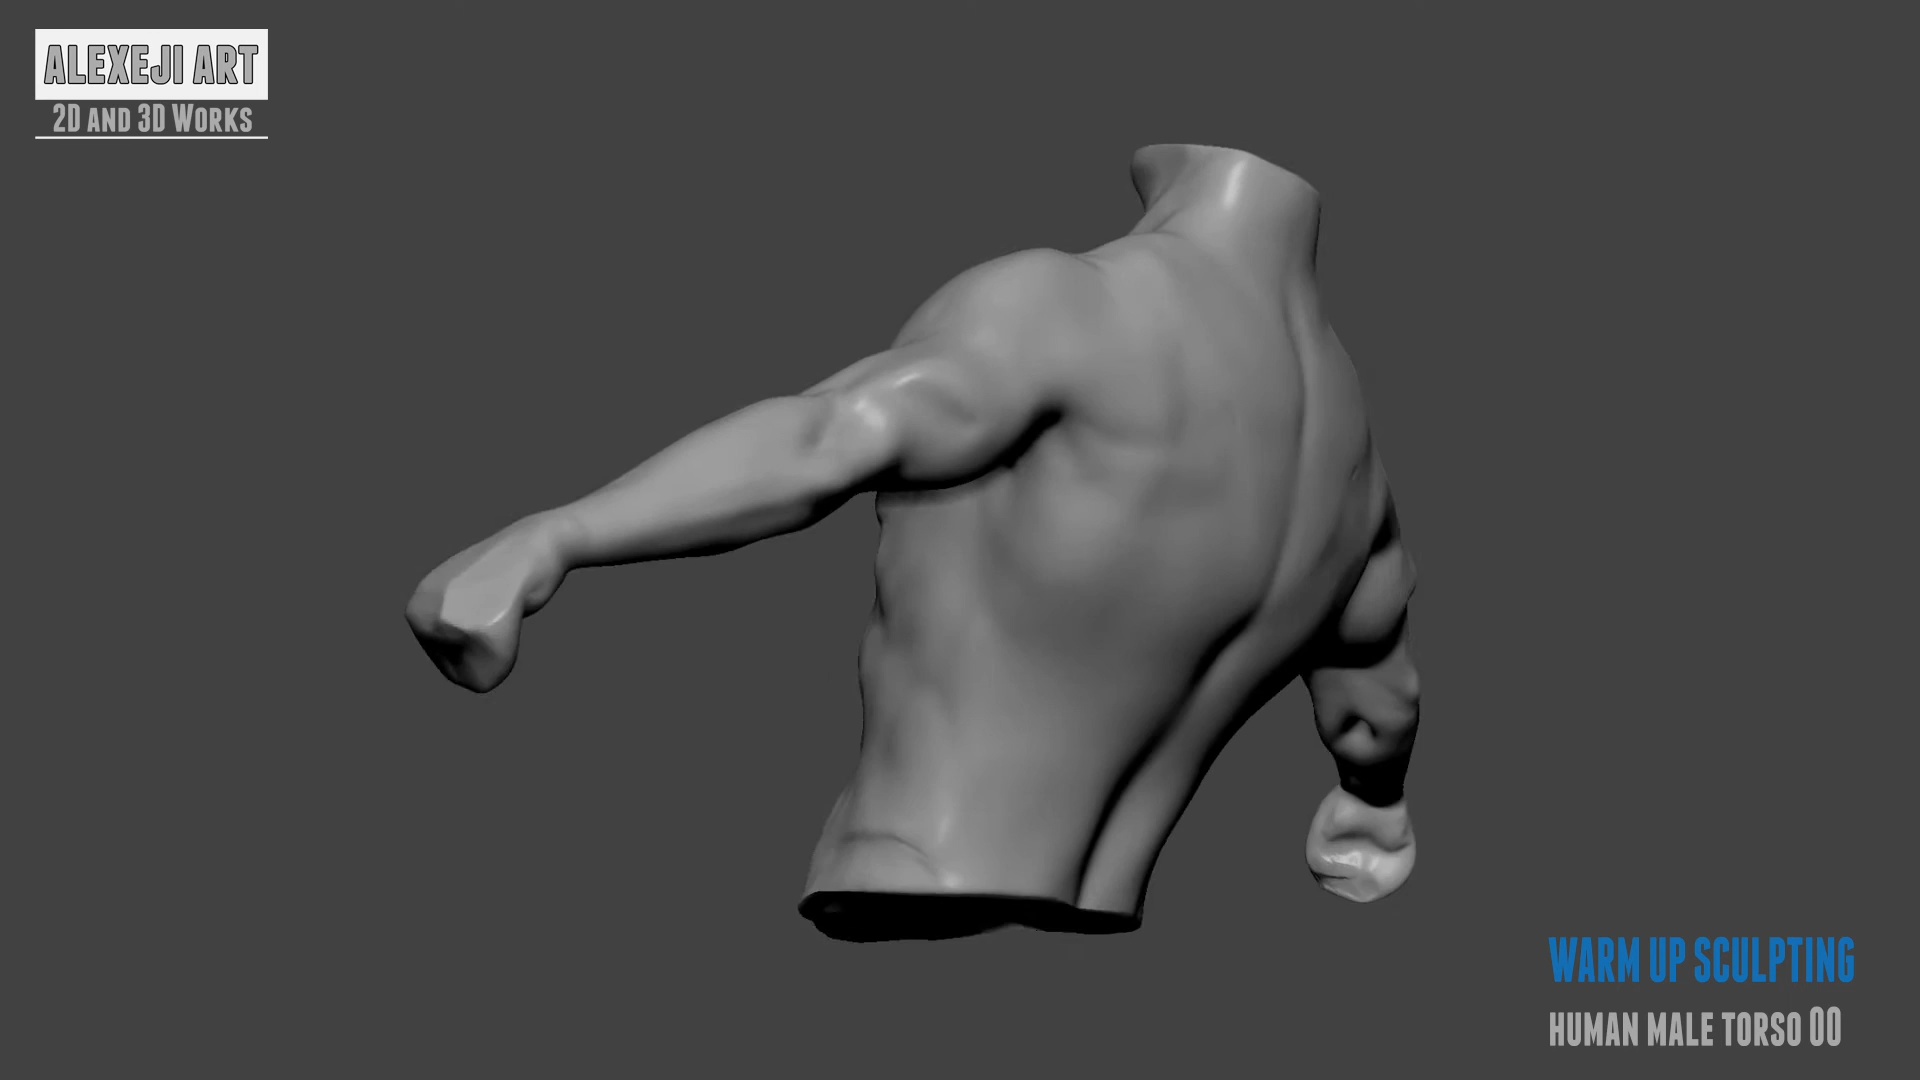 ALEXEJI ART
2D AND 3D WORKS
WARM UP SCULPTING
HUMAN MALE TORSO 00